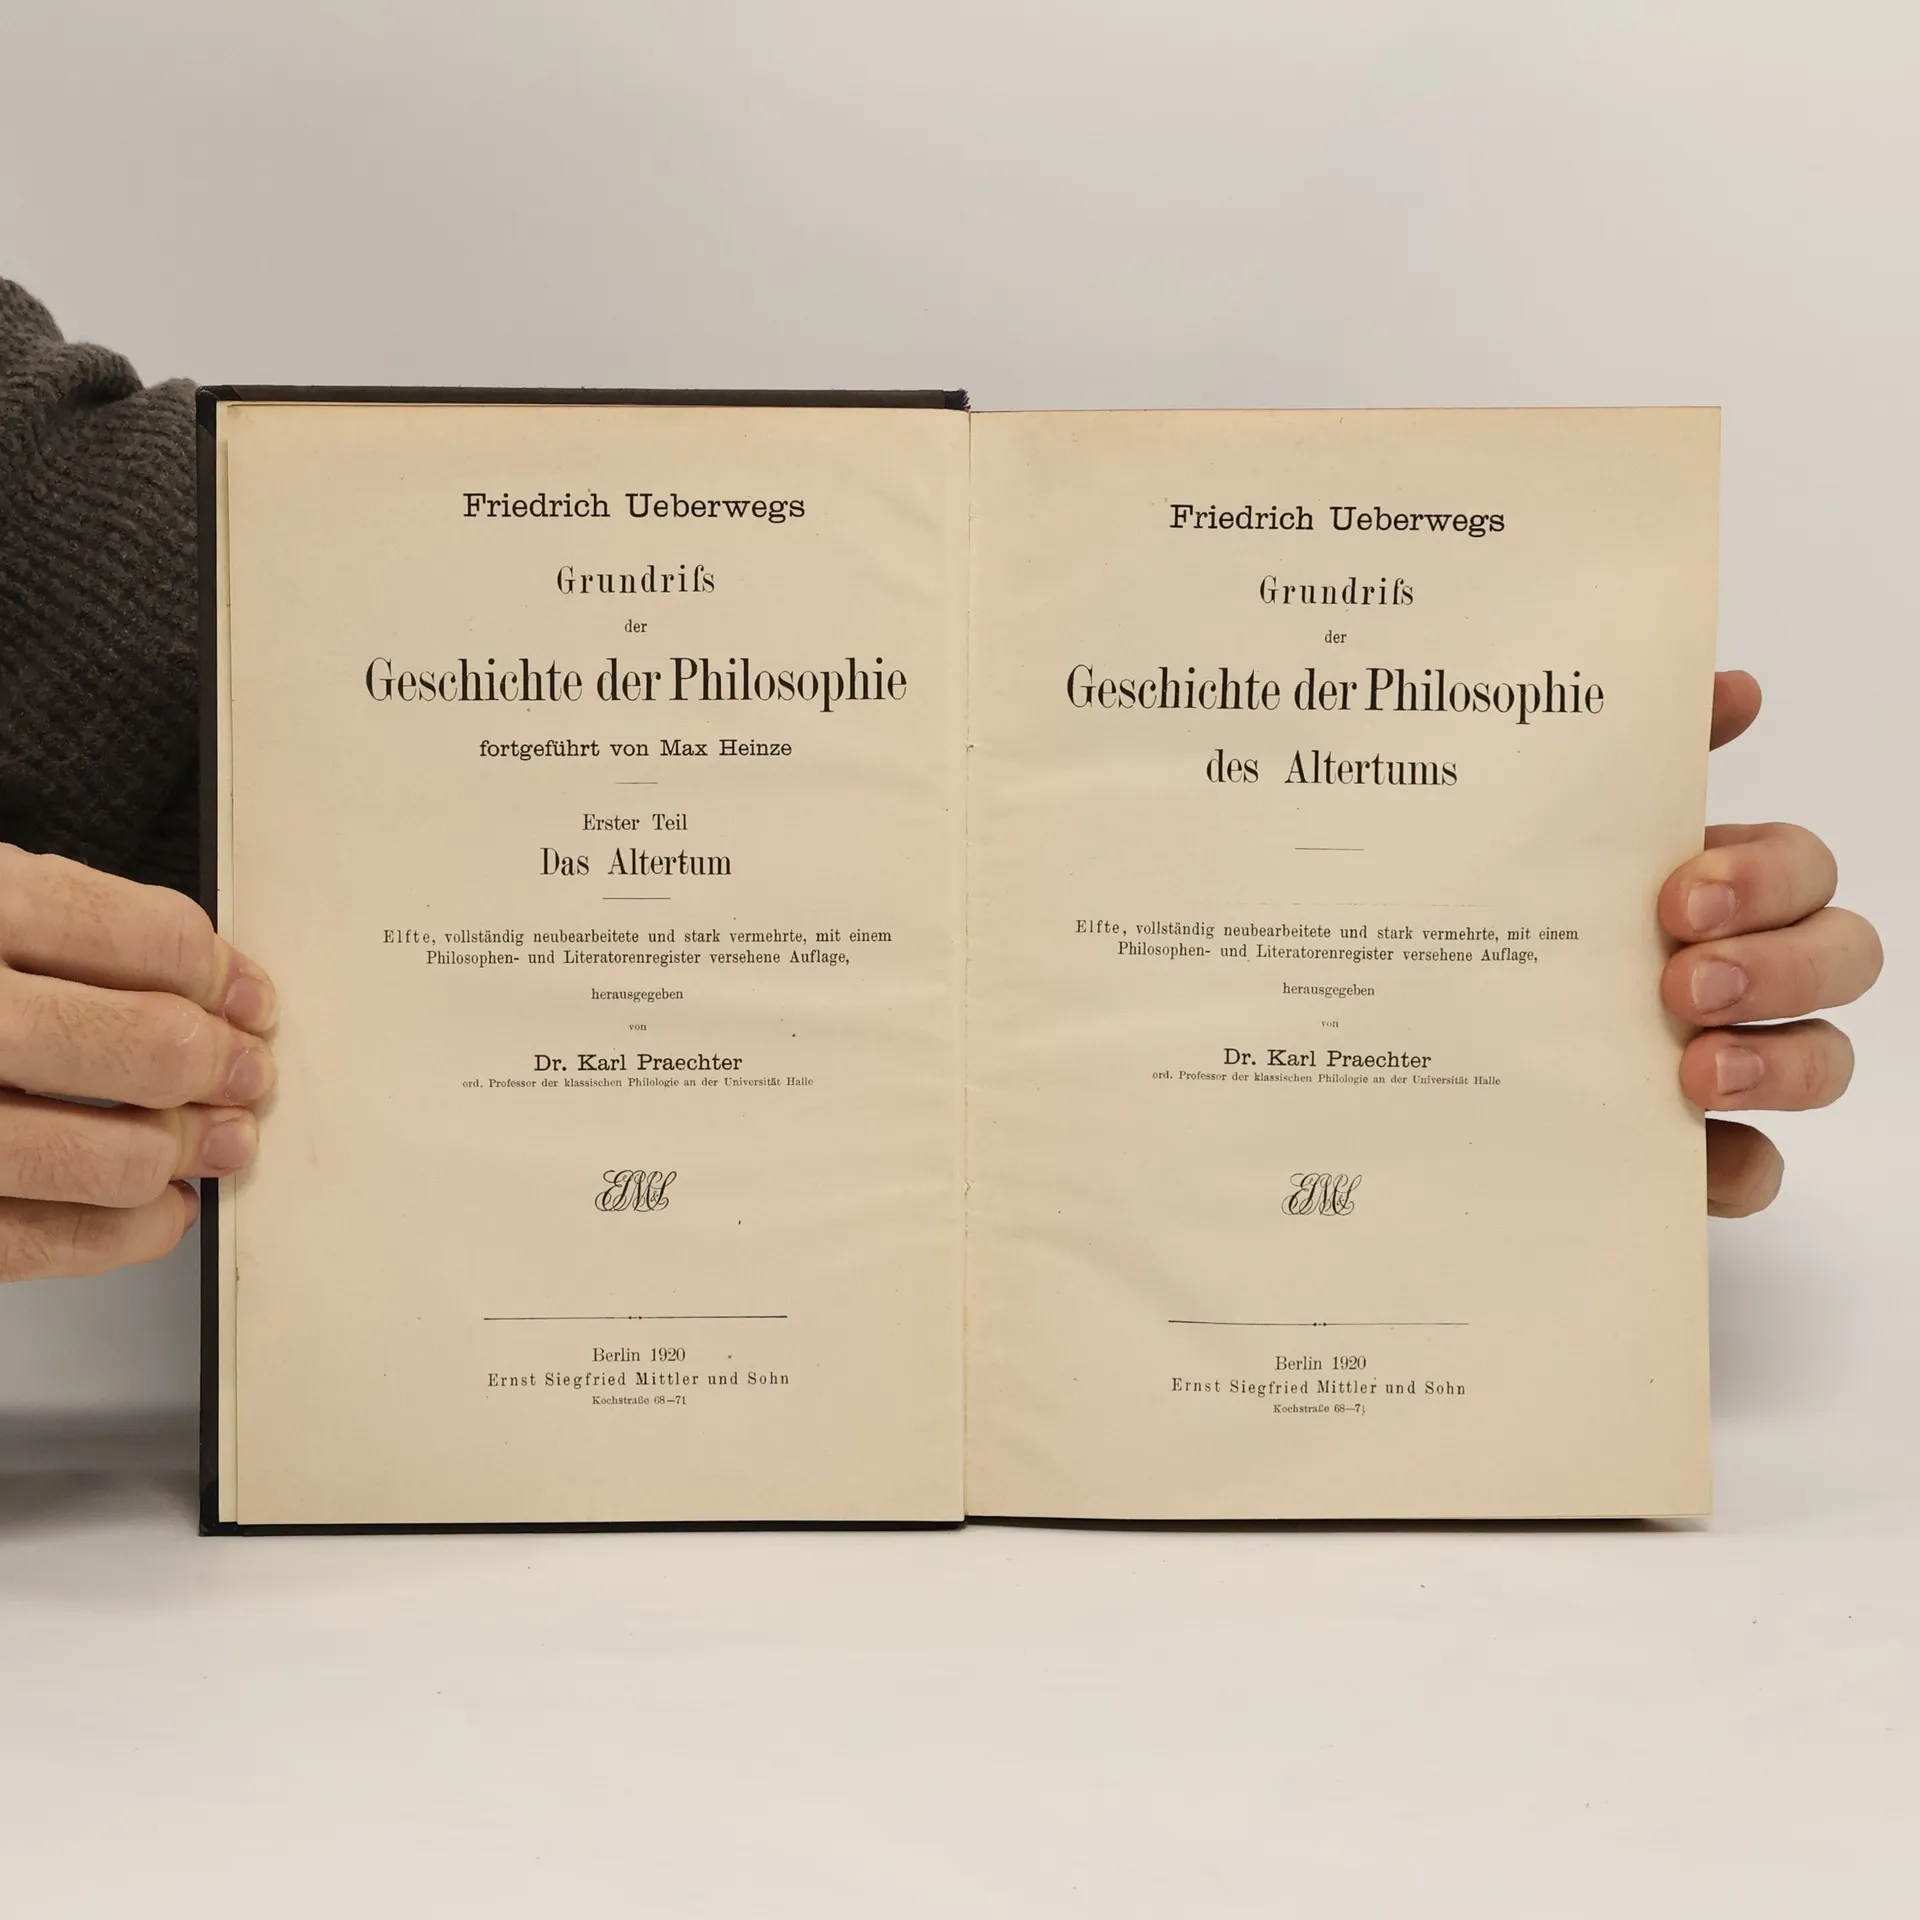 Friedrich Ueberwegs
Grundriſs
der
Geschichte der Philosophie
fortgeführt von Max Heinze
Erster Teil
Das Altertum
Elfte, vollständig neubearbeitete und stark vermehrte, mit einem
Philosophen- und Literatorenregister versehene Auflage,
herausgegeben
von
Dr. Karl Praechter
ord. Professor der klassischen Philologie an der Universität Halle
Berlin 1920
Ernst Siegfried Mittler und Sohn
Kochstraße 68—71
Friedrich Ueberwegs
Grundriſs
der
Geschichte der Philosophie
des Altertums
Elfte, vollständig neubearbeitete und stark vermehrte, mit einem
Philosophen- und Literatorenregister versehene Auflage,
herausgegeben
von
Dr. Karl Praechter
ord. Professor der klassischen Philologie an der Universität Halle
Berlin 1920
Ernst Siegfried Mittler und Sohn
Kochstraße 68—71